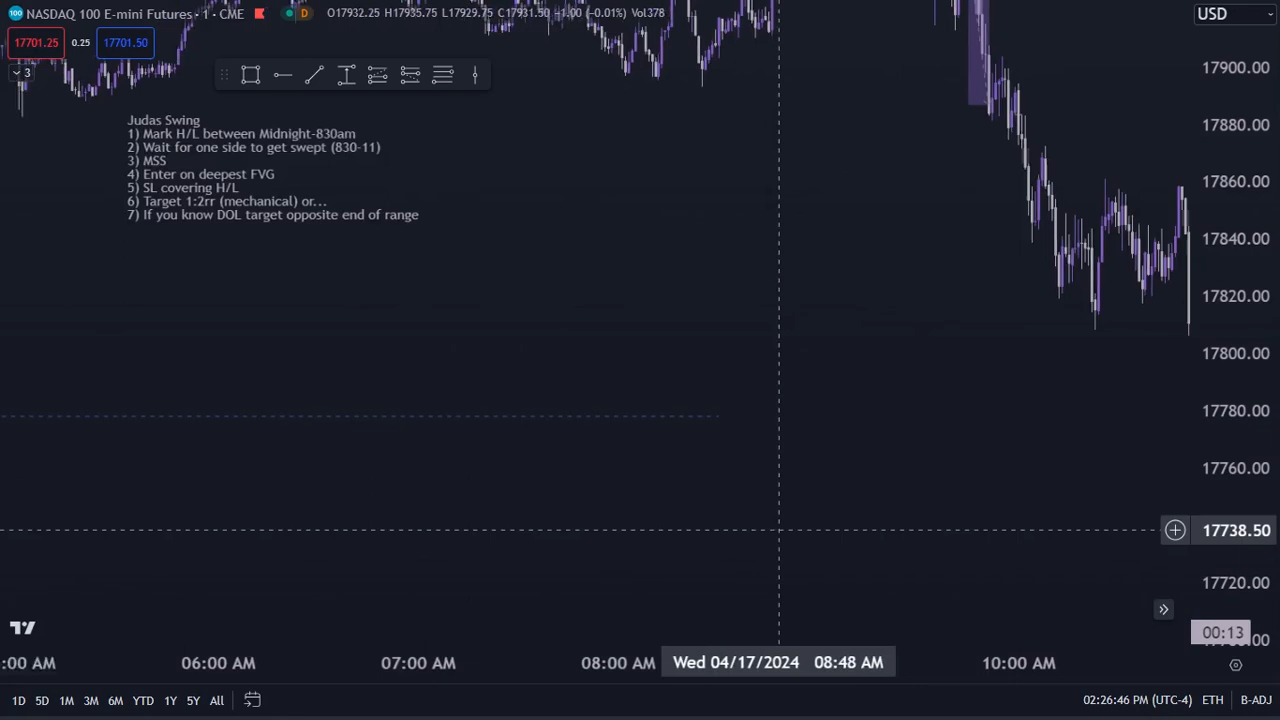 100 NASDAQ 100 E-mini Futures · 1 · CME D O17932.25 H17935.75 L17929.75 C17931.50 −1.00 (−0.01%) Vol378 USD
17701.25 0.25 17701.50
3
17900.00
Judas Swing
17880.00
1) Mark H/L between Midnight-830am
2) Wait for one side to get swept (830-11)
3) MSS
4) Enter on deepest FVG
5) SL covering H/L
6) Target 1:2rr (mechanical) or...
7) If you know DOL target opposite end of range
17860.00
17840.00
17820.00
17800.00
17780.00
17760.00
17738.50
17720.00
00:13
:00 AM 06:00 AM 07:00 AM 08:00 AM Wed 04/17/2024 08:48 AM 10:00 AM
1D 5D 1M 3M 6M YTD 1Y 5Y All 02:26:46 PM (UTC-4) ETH B-ADJ